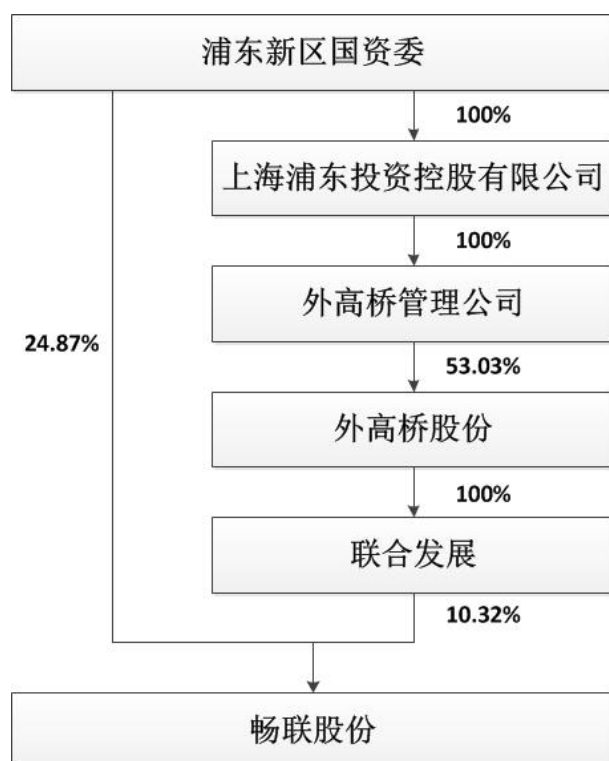 浦东新区国资委
100%
上海浦东投资控股有限公司
100%
外高桥管理公司
24.87%
53.03%
外高桥股份
100%
联合发展
10.32%
畅联股份